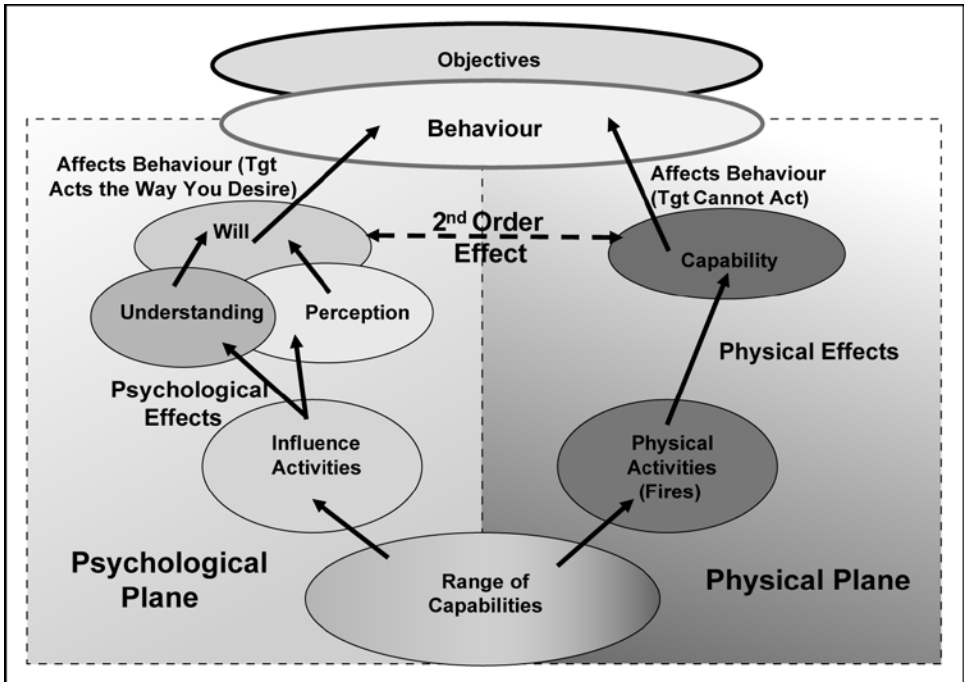 Objectives
Behaviour
Affects Behaviour (Tgt
Acts the Way You Desire)
Affects Behaviour
(Tgt Cannot Act)
Will
2nd Order
Effect
Capability
Understanding
Perception
Physical Effects
Psychological
Effects
Influence
Activities
Physical
Activities
(Fires)
Psychological
Plane
Physical Plane
Range of
Capabilities